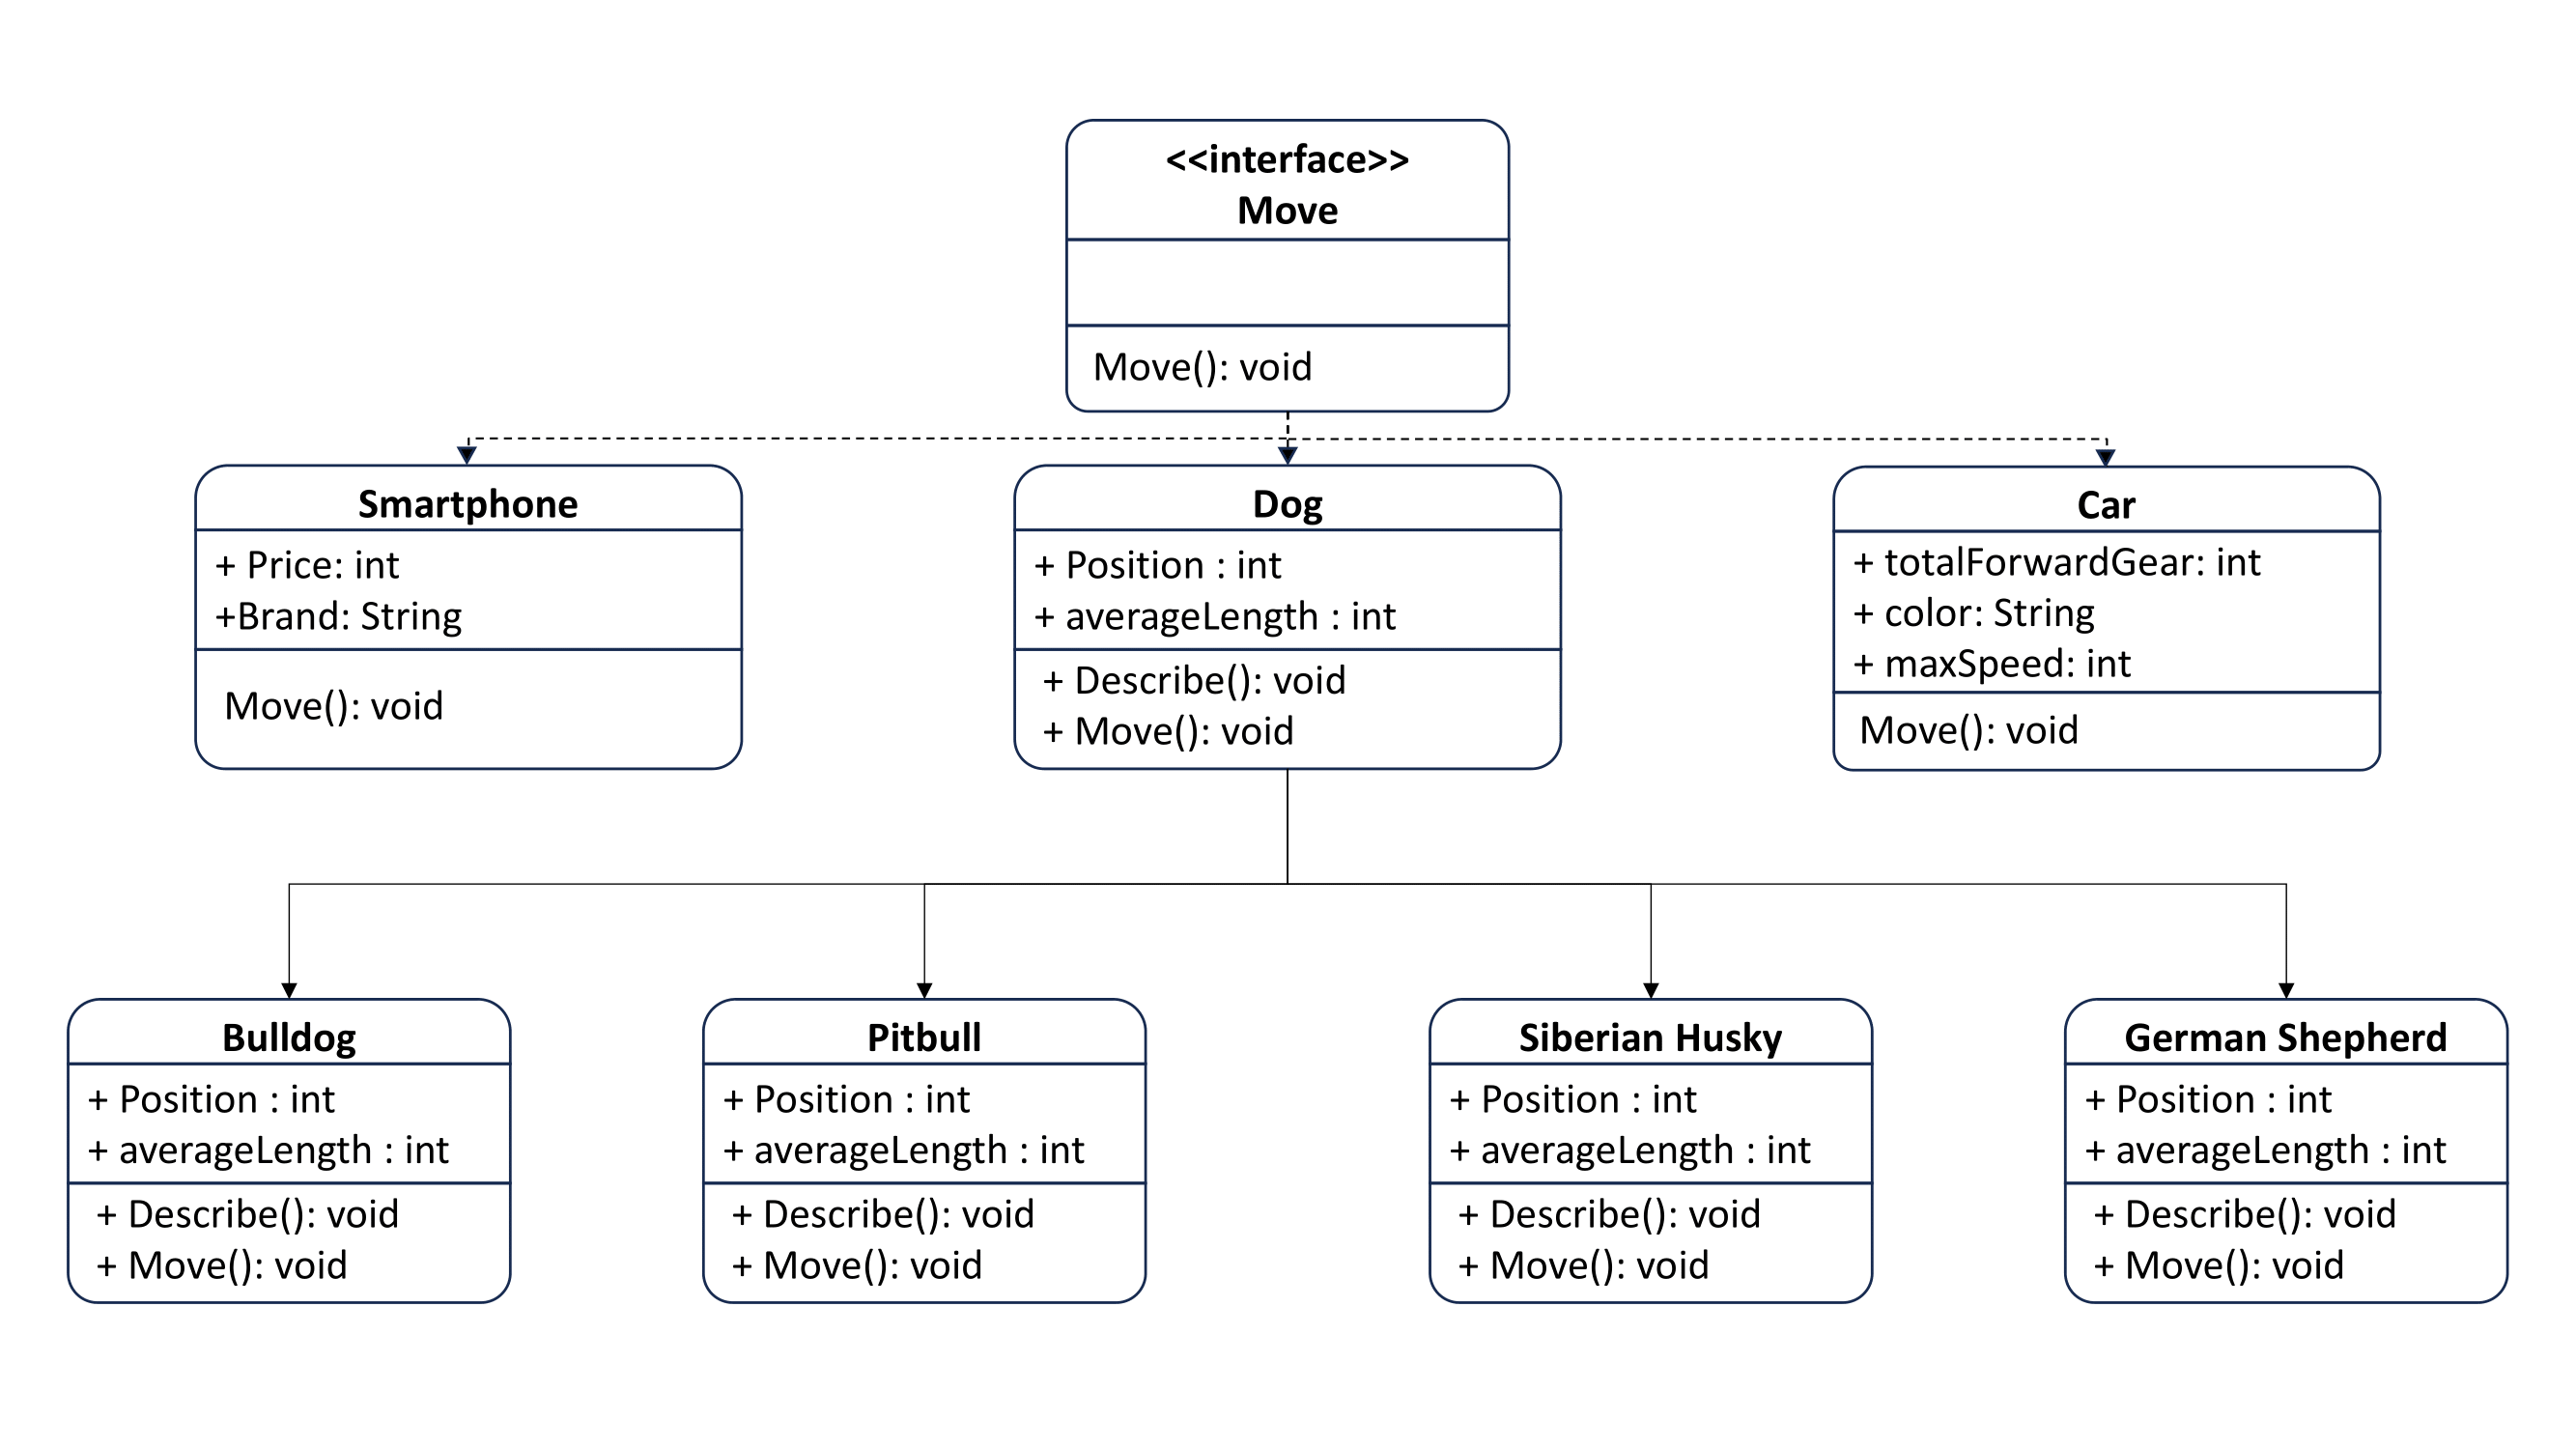 <<interface>>
Move
Move(): void
Smartphone
+ Price: int
+Brand: String
Move(): void
Dog
+ Position : int
+ averageLength : int
+ Describe(): void
+ Move(): void
Car
+ totalForwardGear: int
+ color: String
+ maxSpeed: int
Move(): void
Bulldog
+ Position : int
+ averageLength : int
+ Describe(): void
+ Move(): void
Pitbull
+ Position : int
+ averageLength : int
+ Describe(): void
+ Move(): void
Siberian Husky
+ Position : int
+ averageLength : int
+ Describe(): void
+ Move(): void
German Shepherd
+ Position : int
+ averageLength : int
+ Describe(): void
+ Move(): void